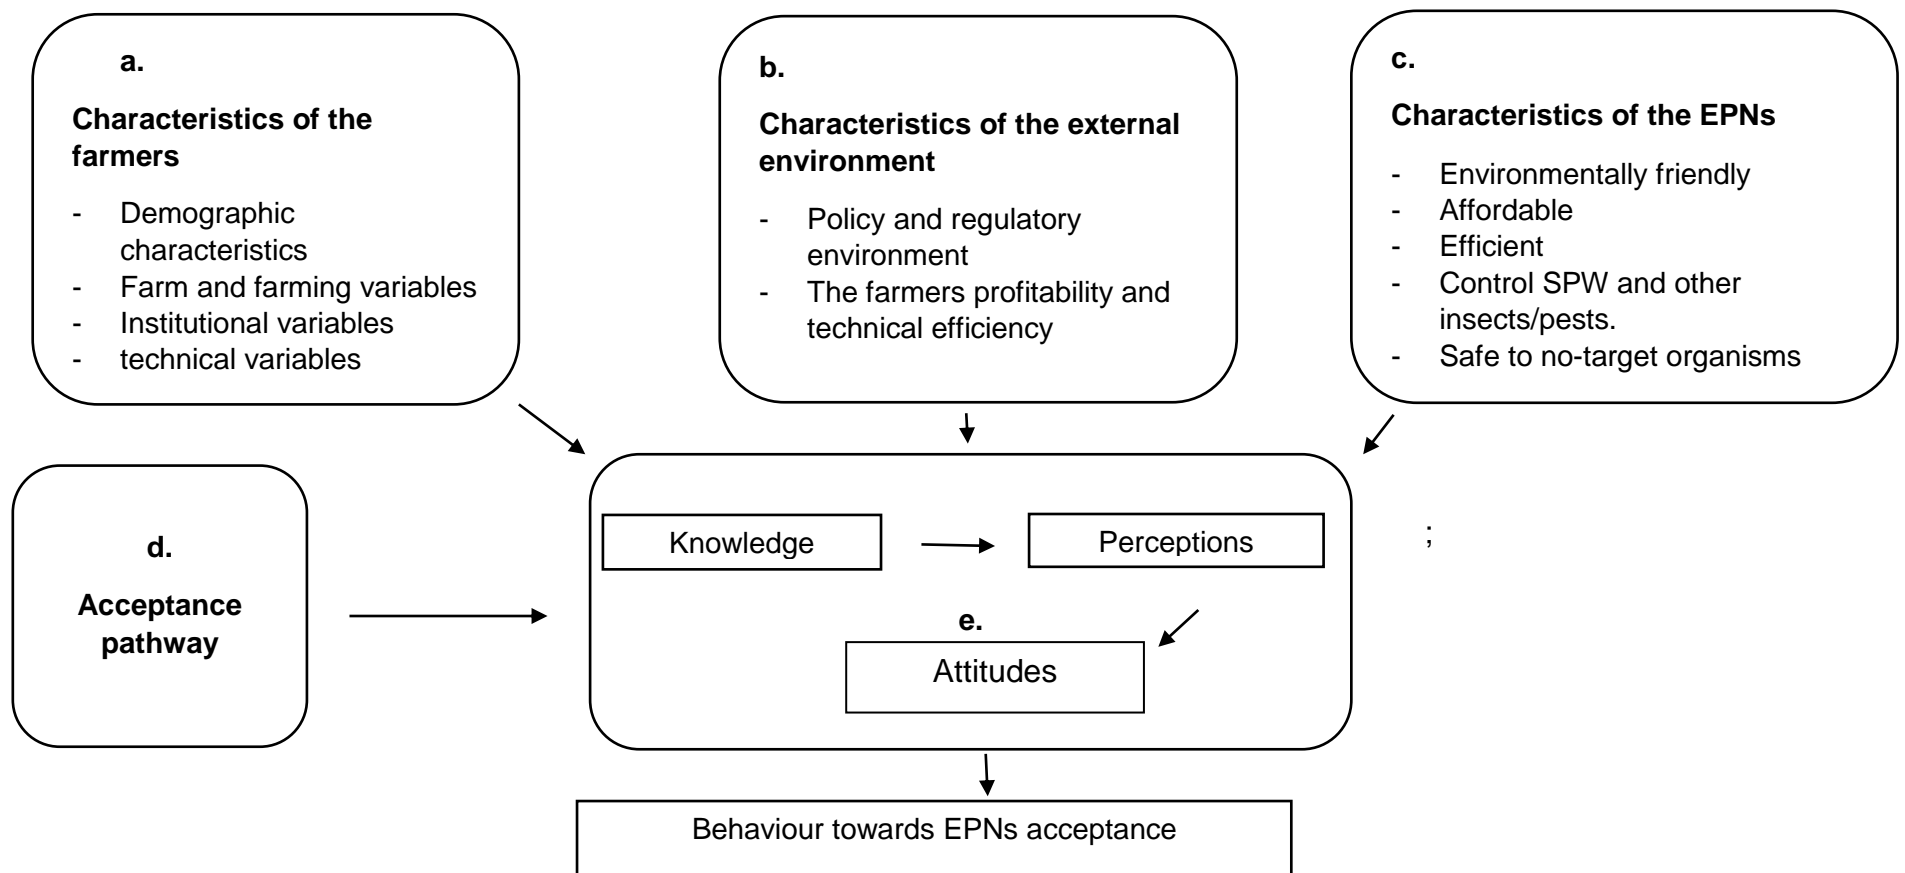 a.
Characteristics of the
farmers
- Demographic
characteristics
- Farm and farming variables
- Institutional variables
- technical variables
b.
Characteristics of the external
environment
- Policy and regulatory
environment
- The farmers profitability and
technical efficiency
c.
Characteristics of the EPNs
- Environmentally friendly
- Affordable
- Efficient
- Control SPW and other
insects/pests.
- Safe to no-target organisms
d.
Acceptance
pathway
Knowledge
Perceptions
;
e.
Attitudes
Behaviour towards EPNs acceptance